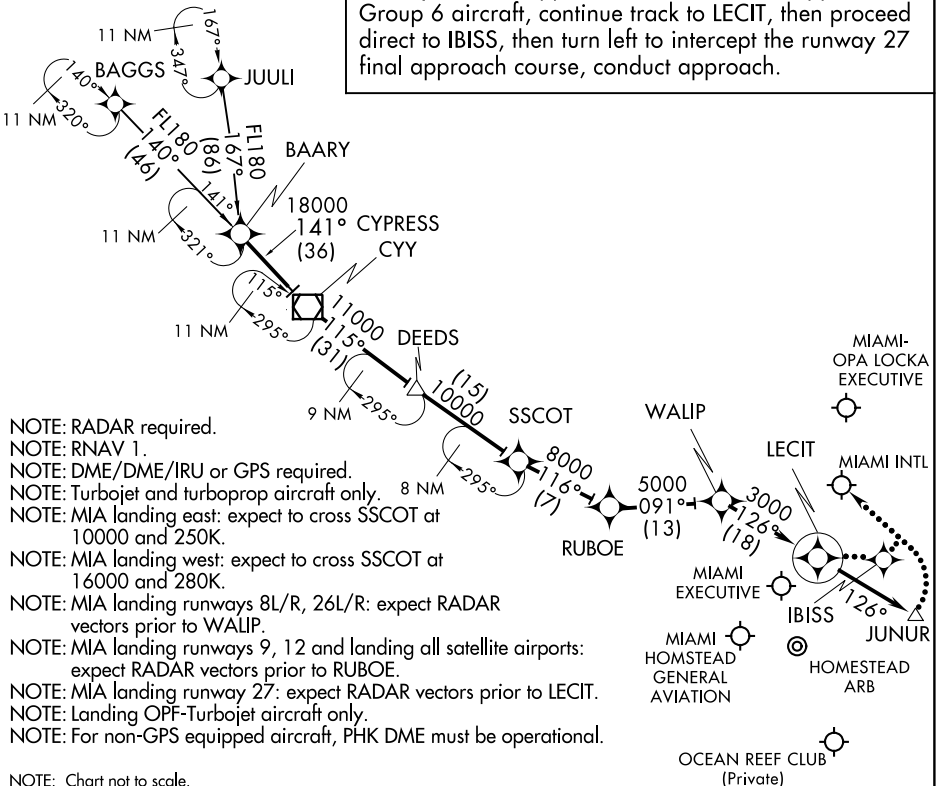 Group 6 aircraft, continue track to LECIT, then proceed
direct to IBISS, then turn left to intercept the runway 27
final approach course, conduct approach.
11 NM
167°
347°
JUULI
BAGGS
140°
320°
11 NM
FL180
140°
(46)
FL180
167°
(86)
BAARY
141°
321°
11 NM
18000
141°
(36)
CYPRESS
CYY
115°
295°
11 NM
11000
115°
(31)
DEEDS
295°
9 NM
(15)
10000
SSCOT
295°
8 NM
8000
116°
(7)
RUBOE
5000
091°
(13)
WALIP
3000
126°
(18)
LECIT
MIAMI-
OPA LOCKA
EXECUTIVE
MIAMI INTL
MIAMI
EXECUTIVE
IBISS
126°
JUNUR
MIAMI
HOMSTEAD
GENERAL
AVIATION
HOMESTEAD
ARB
OCEAN REEF CLUB
(Private)
NOTE: RADAR required.
NOTE: RNAV 1.
NOTE: DME/DME/IRU or GPS required.
NOTE: Turbojet and turboprop aircraft only.
NOTE: MIA landing east: expect to cross SSCOT at
10000 and 250K.
NOTE: MIA landing west: expect to cross SSCOT at
16000 and 280K.
NOTE: MIA landing runways 8L/R, 26L/R: expect RADAR
vectors prior to WALIP.
NOTE: MIA landing runways 9, 12 and landing all satellite airports:
expect RADAR vectors prior to RUBOE.
NOTE: MIA landing runway 27: expect RADAR vectors prior to LECIT.
NOTE: Landing OPF-Turbojet aircraft only.
NOTE: For non-GPS equipped aircraft, PHK DME must be operational.
NOTE: Chart not to scale.